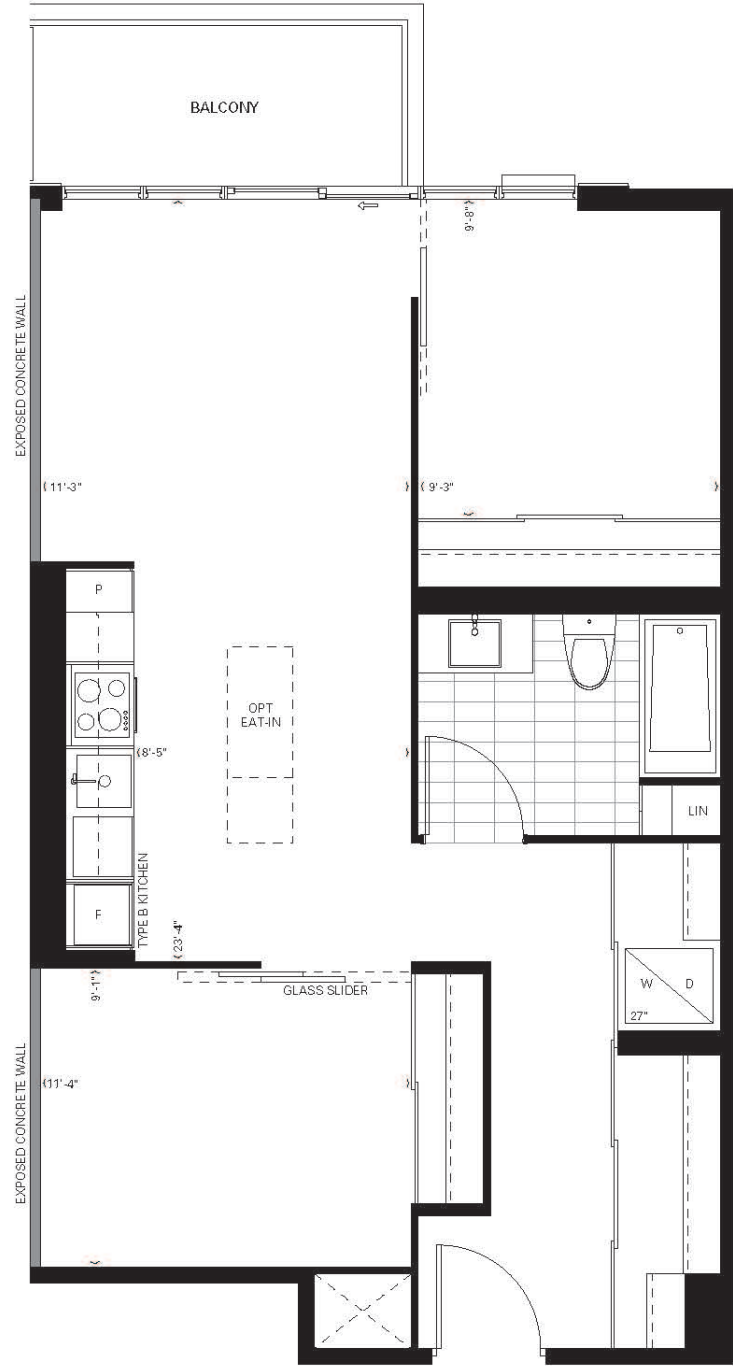 BALCONY
9'-8"
EXPOSED CONCRETE WALL
11'-3"
9'-3"
P
OPT
EAT-IN
8'-5"
LIN
TYPE B KITCHEN
F
23'-4"
9'-1"
GLASS SLIDER
W
D
27"
EXPOSED CONCRETE WALL
11'-4"